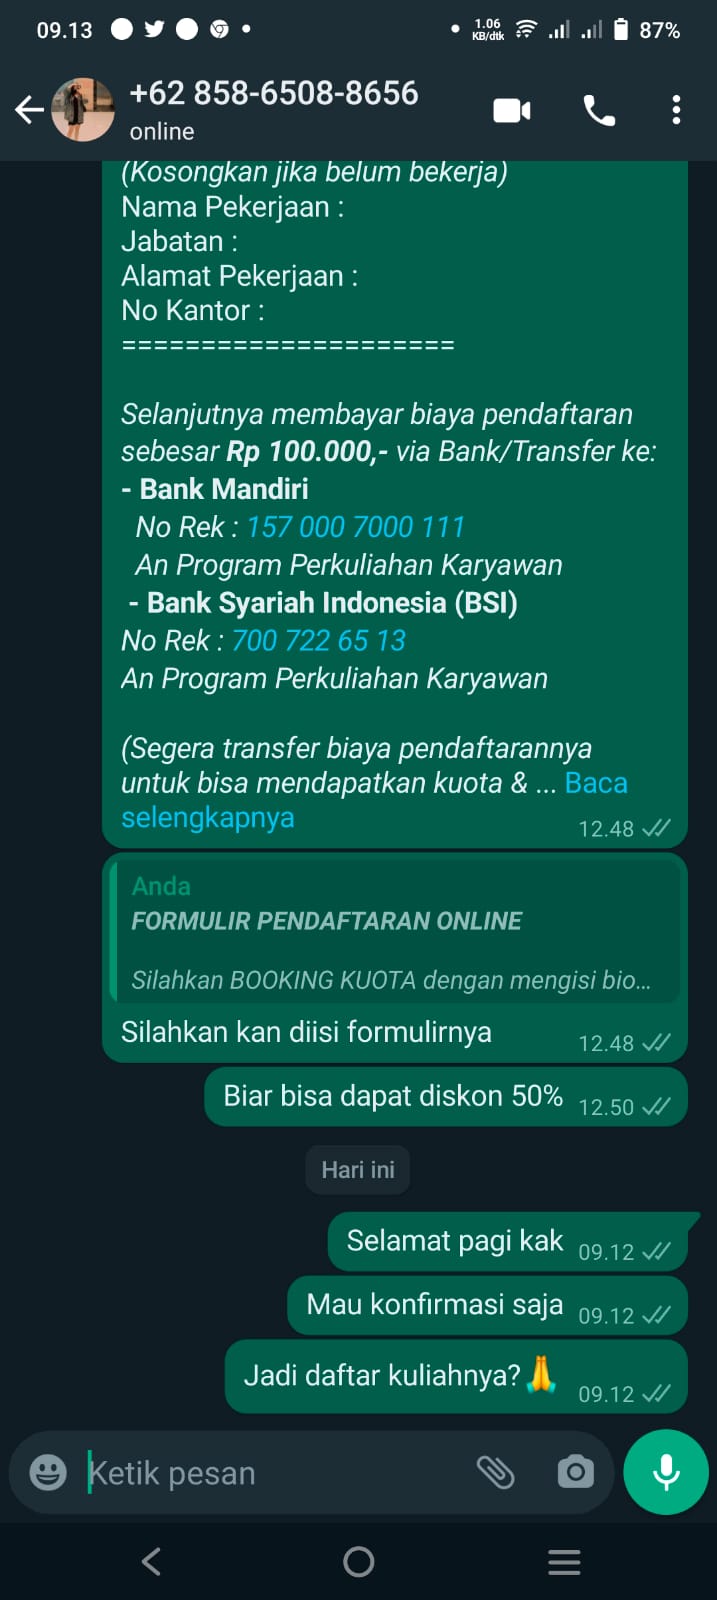 09.13
1.06
KB/dtk
87%
+62 858-6508-8656
online
(Kosongkan jika belum bekerja)
Nama Pekerjaan :
Jabatan :
Alamat Pekerjaan :
No Kantor :
=====================
Selanjutnya membayar biaya pendaftaran
sebesar Rp 100.000,- via Bank/Transfer ke:
- Bank Mandiri
No Rek : 157 000 7000 111
An Program Perkuliahan Karyawan
- Bank Syariah Indonesia (BSI)
No Rek : 700 722 65 13
An Program Perkuliahan Karyawan
(Segera transfer biaya pendaftarannya
untuk bisa mendapatkan kuota & ... Baca
selengkapnya
12.48
Anda
FORMULIR PENDAFTARAN ONLINE
Silahkan BOOKING KUOTA dengan mengisi bio...
Silahkan kan diisi formulirnya 12.48
Biar bisa dapat diskon 50% 12.50
Hari ini
Selamat pagi kak 09.12
Mau konfirmasi saja 09.12
Jadi daftar kuliahnya?🙏 09.12
Ketik pesan